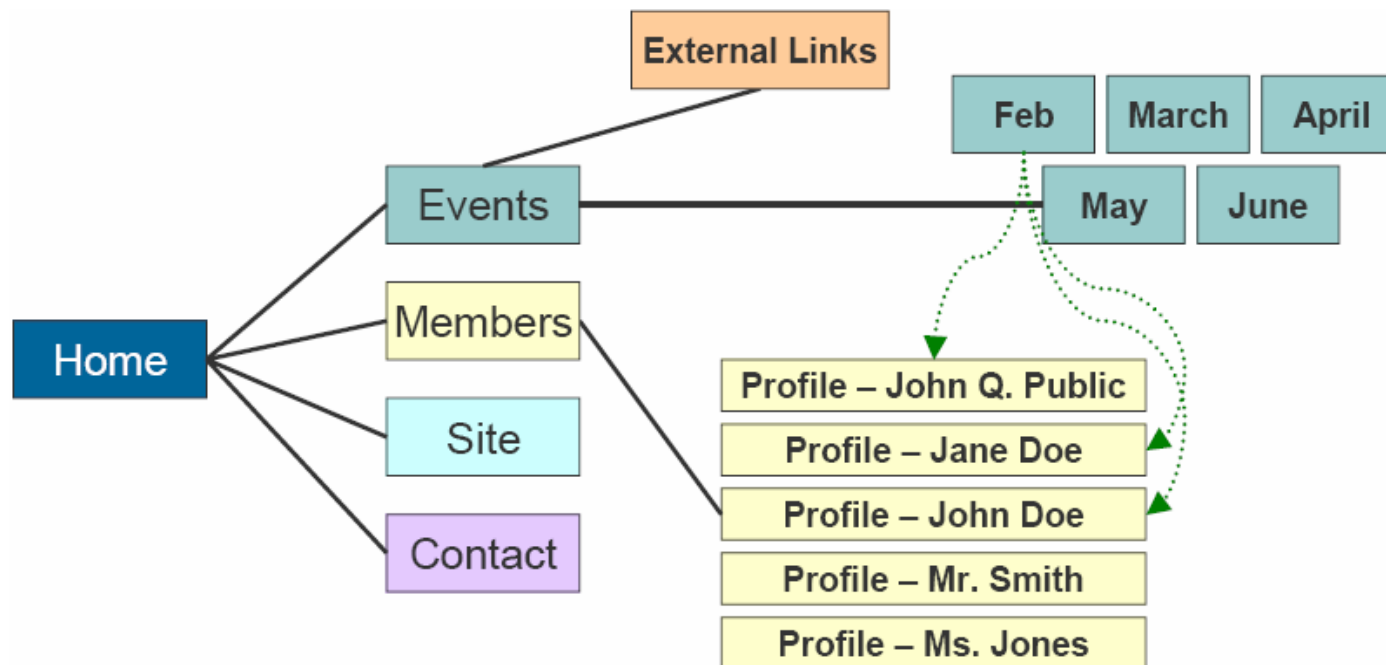 External Links
Feb
March
April
Events
May
June
Members
Home
Profile – John Q. Public
Site
Profile – Jane Doe
Profile – John Doe
Contact
Profile – Mr. Smith
Profile – Ms. Jones